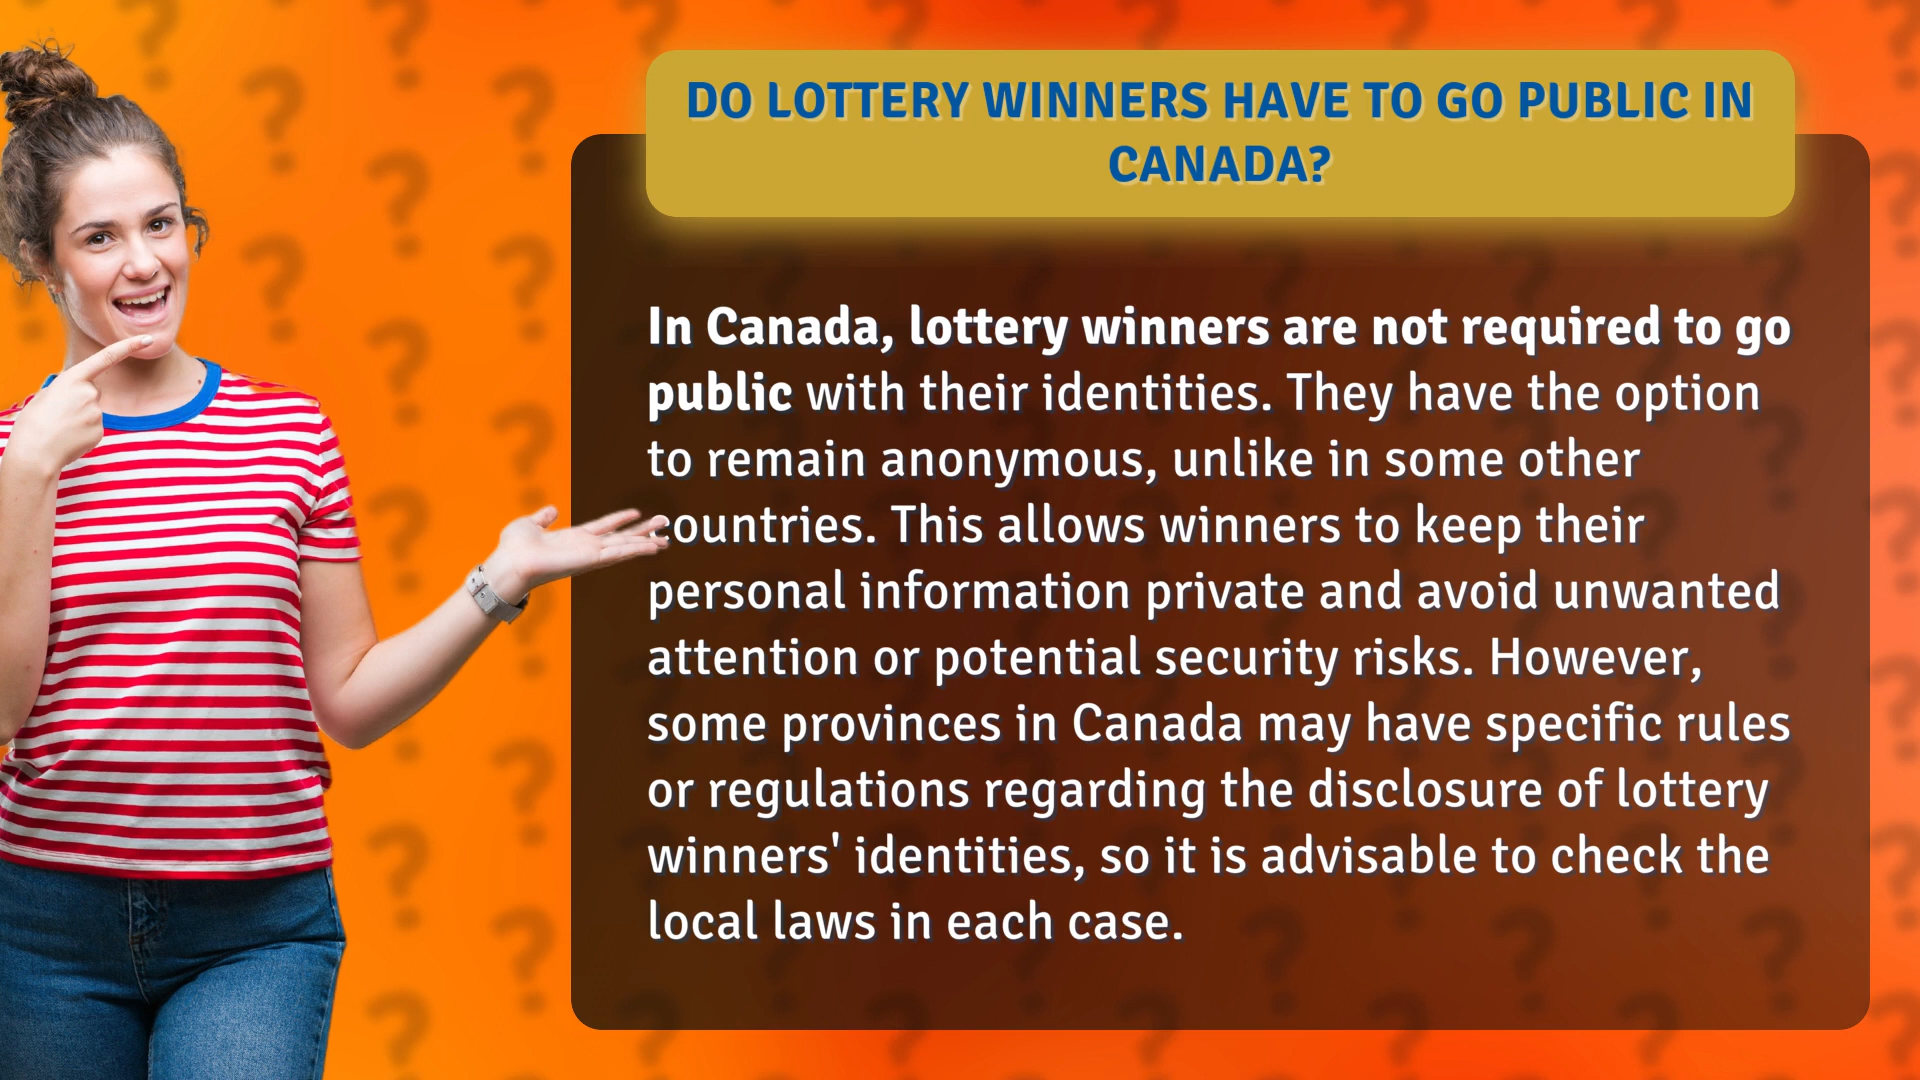 DO LOTTERY WINNERS HAVE TO GO PUBLIC IN
CANADA?
In Canada, lottery winners are not required to go
public with their identities. They have the option
to remain anonymous, unlike in some other
countries. This allows winners to keep their
personal information private and avoid unwanted
attention or potential security risks. However,
some provinces in Canada may have specific rules
or regulations regarding the disclosure of lottery
winners' identities, so it is advisable to check the
local laws in each case.